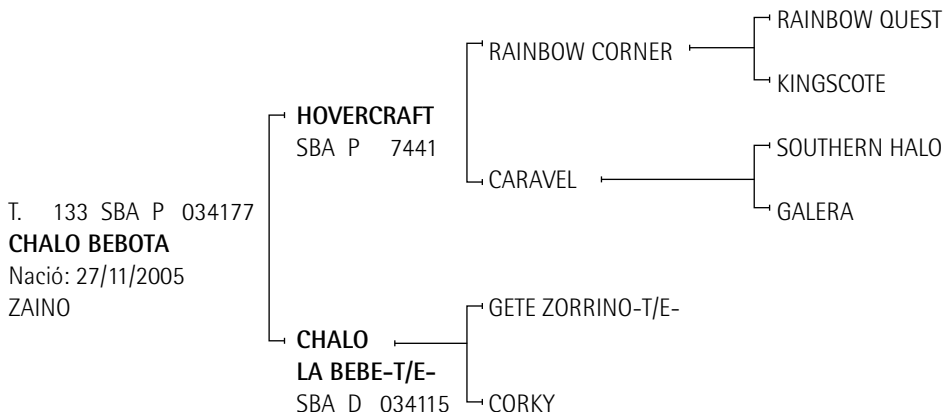 RAINBOW QUEST
RAINBOW CORNER
KINGSCOTE
HOVERCRAFT
SBA P 7441
SOUTHERN HALO
CARAVEL
GALERA
T. 133 SBA P 034177
CHALO BEBOTA
Nació: 27/11/2005
ZAINO
GETE ZORRINO-T/E-
CHALO
LA BEBE-T/E-
SBA D 034115
CORKY